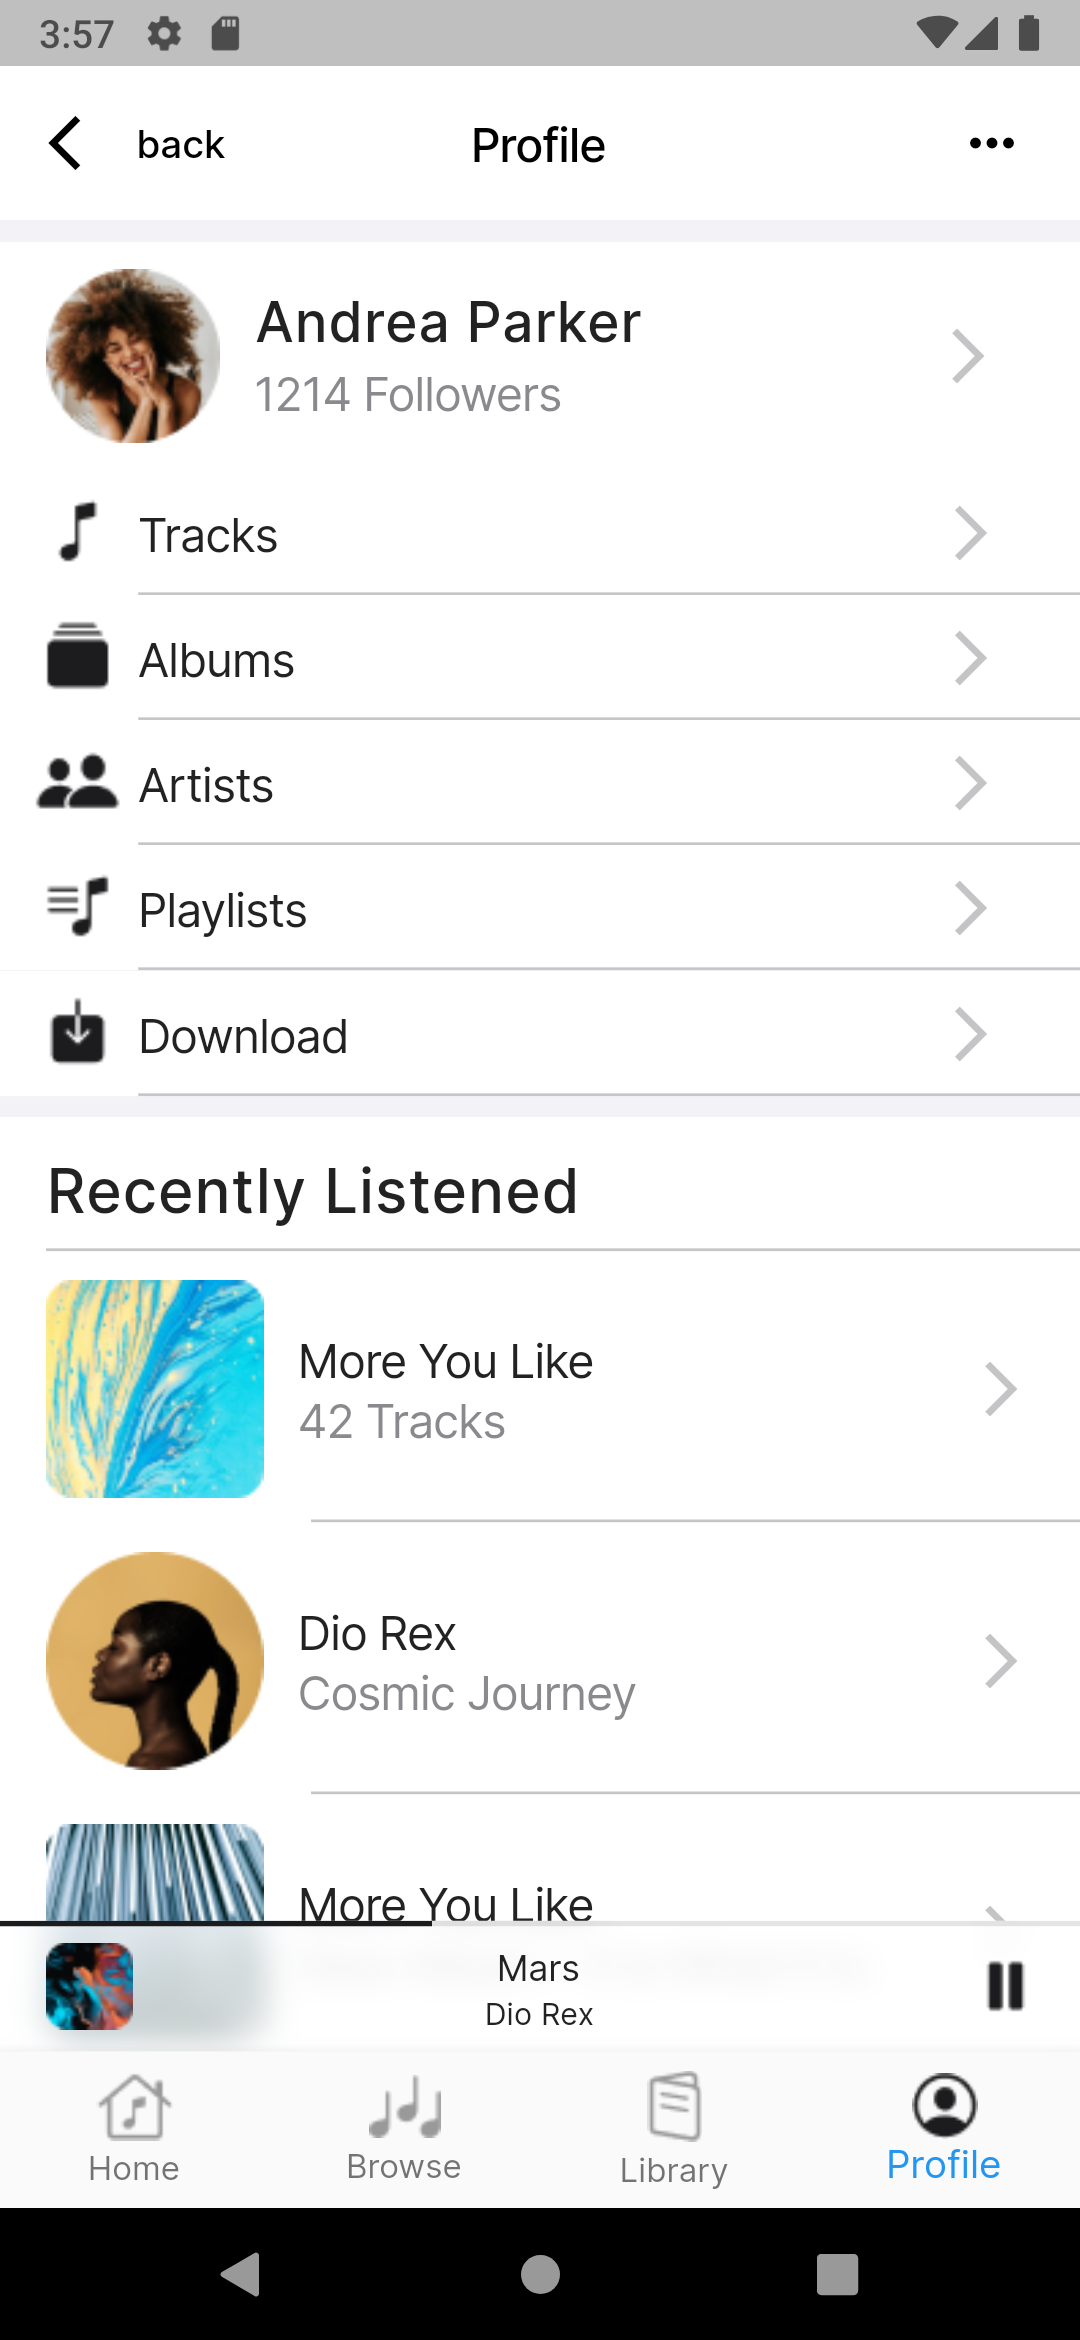 3:57
back
Profile
Andrea Parker
1214 Followers
Tracks
Albums
Artists
Playlists
Download
Recently Listened
More You Like
42 Tracks
Dio Rex
Cosmic Journey
More You Like
Mars
Dio Rex
Home
Browse
Library
Profile